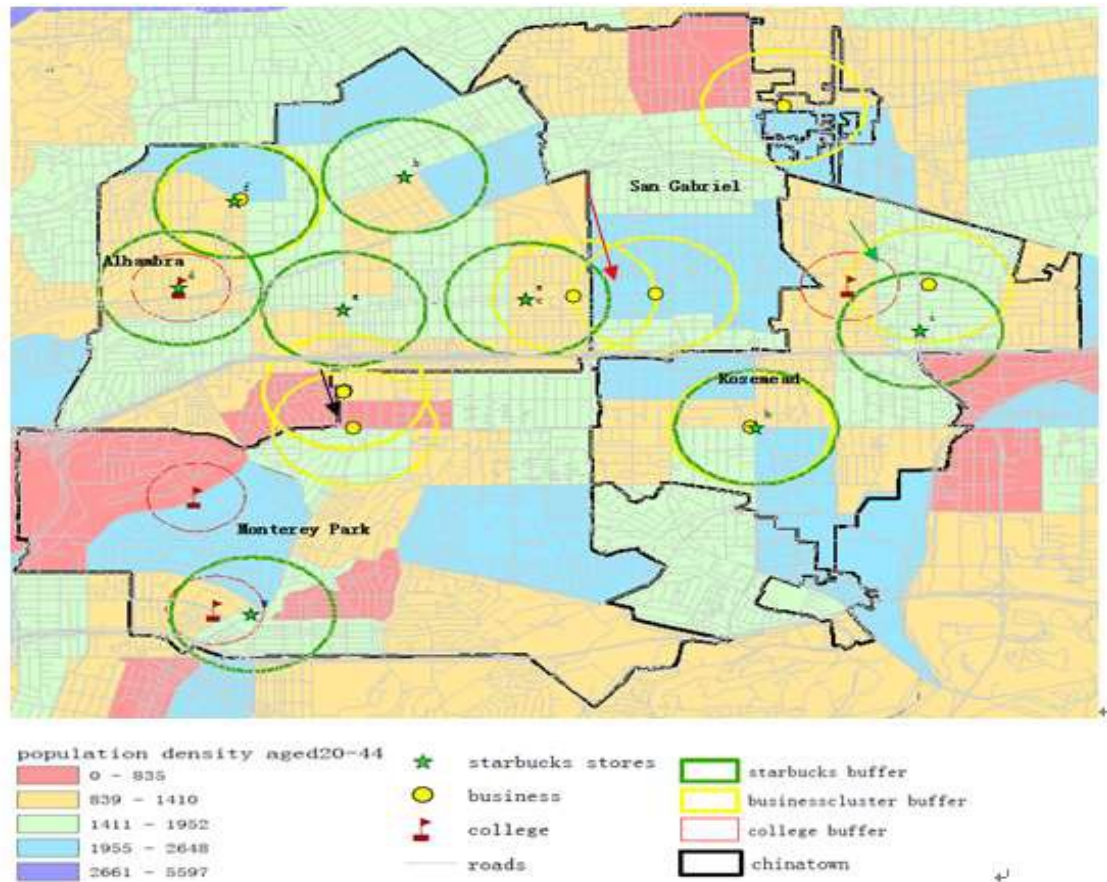 San Gabriel
Alhambra
Kosemead
Monterey Park
population density aged20-44
0 - 835
839 - 1410
1411 - 1952
1955 - 2648
2661 - 5597
starbucks stores
business
college
roads
starbucks buffer
businesscluster buffer
college buffer
chinatown